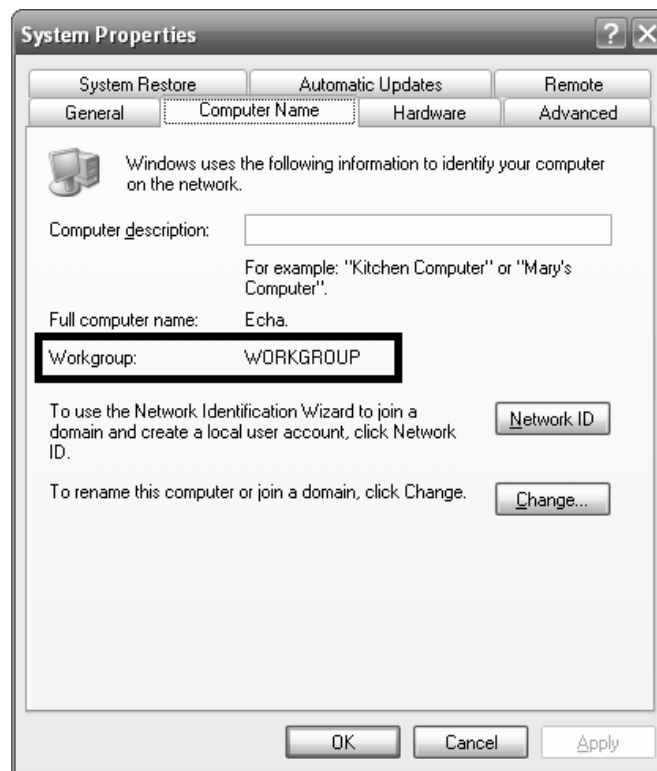 System Properties
System Restore Automatic Updates Remote
General Computer Name Hardware Advanced
Windows uses the following information to identify your computer
on the network.
Computer description:
For example: "Kitchen Computer" or "Mary's
Computer".
Full computer name: Echa.
Workgroup: WORKGROUP
To use the Network Identification Wizard to join a
domain and create a local user account, click Network
ID.
Network ID
To rename this computer or join a domain, click Change.
Change...
OK Cancel Apply